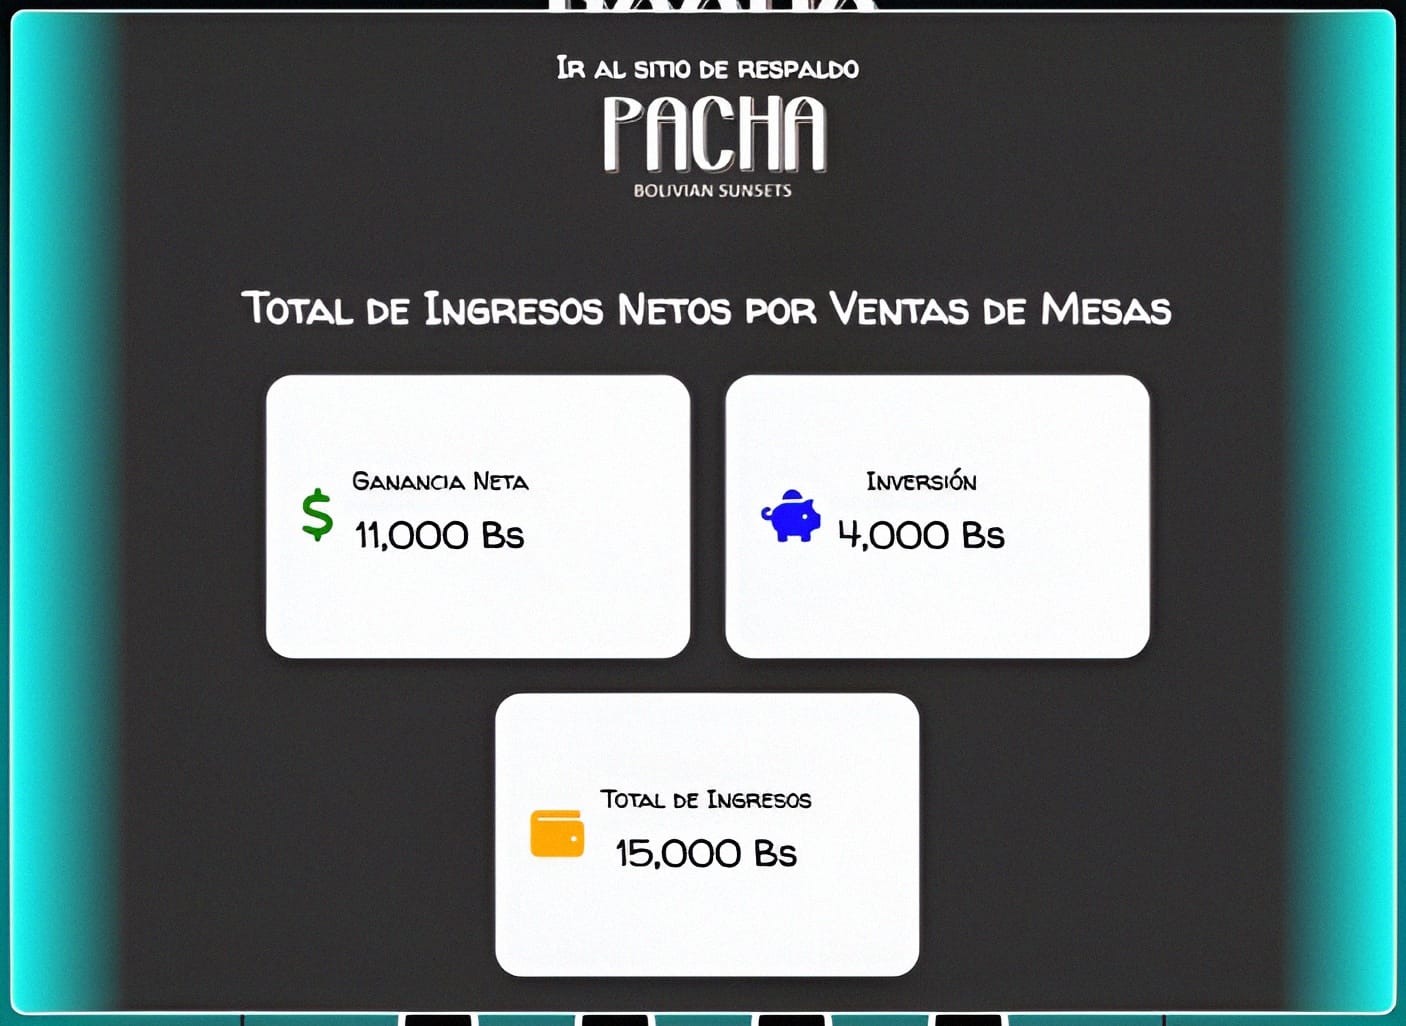 Ir al sitio de respaldo
PACHA
BOLIVIAN SUNSETS
Total de Ingresos Netos por Ventas de Mesas
Ganancia Neta
11,000 Bs
Inversión
4,000 Bs
Total de Ingresos
15,000 Bs